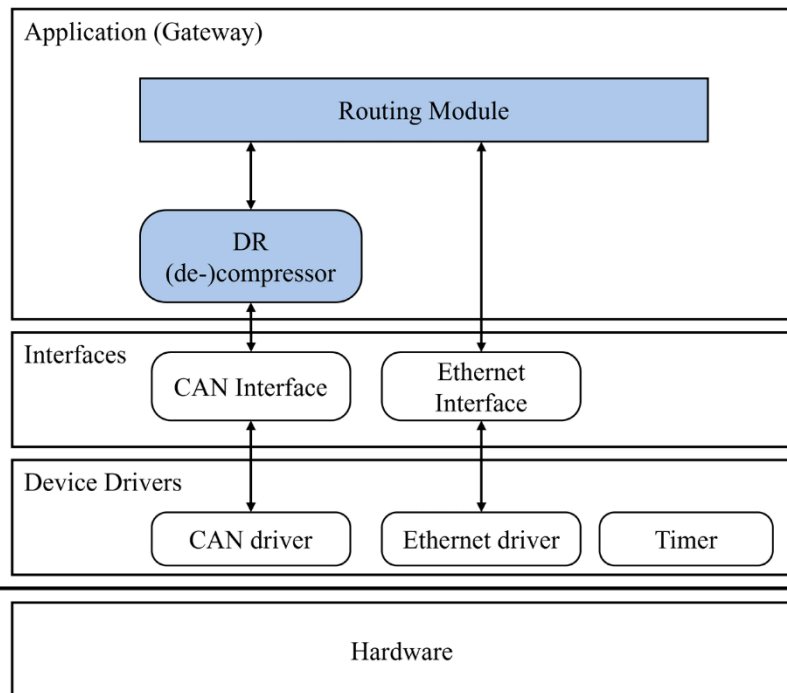 Application (Gateway)
Routing Module
DR
(de-)compressor
Interfaces
CAN Interface
Ethernet
Interface
Device Drivers
CAN driver
Ethernet driver
Timer
Hardware